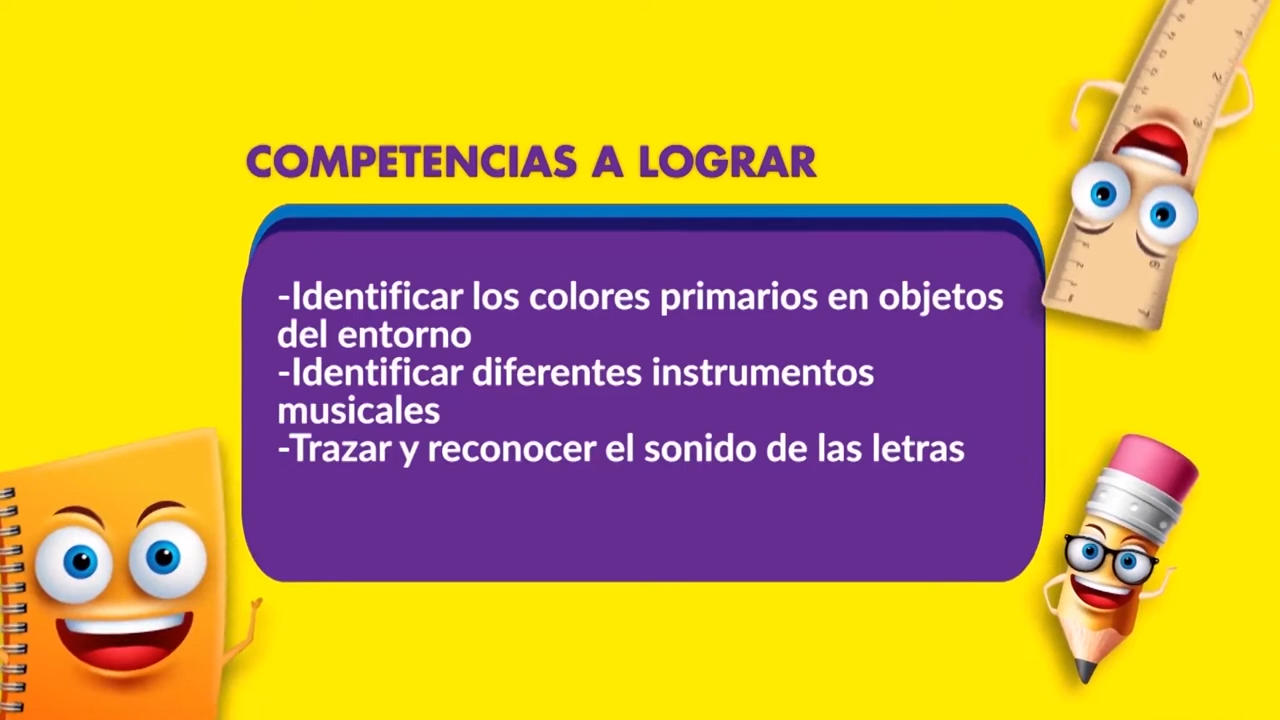 COMPETENCIAS A LOGRAR
-Identificar los colores primarios en objetos
del entorno
-Identificar diferentes instrumentos
musicales
-Trazar y reconocer el sonido de las letras